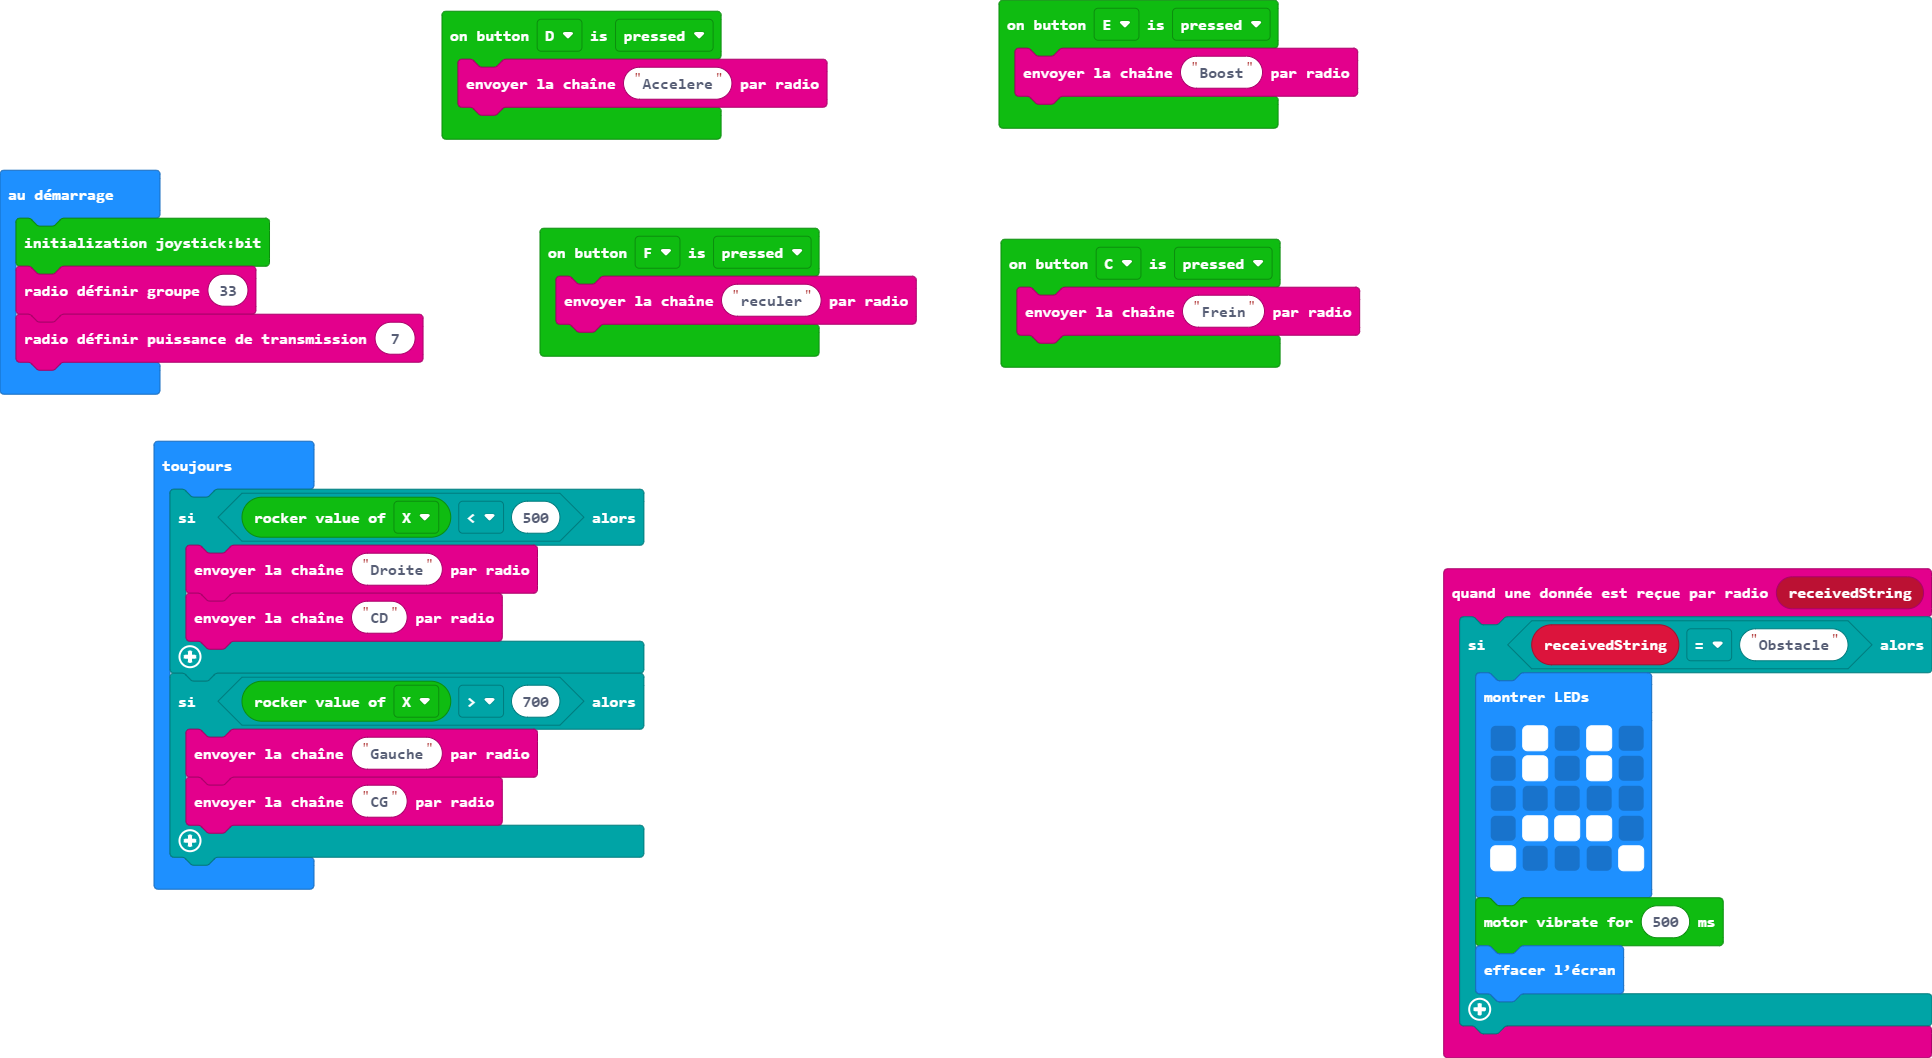 on button D is pressed
envoyer la chaîne "Accelere" par radio
on button E is pressed
envoyer la chaîne "Boost" par radio
au démarrage
initialization joystick:bit
radio définir groupe 33
radio définir puissance de transmission 7
on button F is pressed
envoyer la chaîne "reculer" par radio
on button C is pressed
envoyer la chaîne "Frein" par radio
toujours
si rocker value of X < 500 alors
envoyer la chaîne "Droite" par radio
envoyer la chaîne "CD" par radio
si rocker value of X > 700 alors
envoyer la chaîne "Gauche" par radio
envoyer la chaîne "CG" par radio
quand une donnée est reçue par radio receivedString
si receivedString = "Obstacle" alors
montrer LEDs
motor vibrate for 500 ms
effacer l’écran